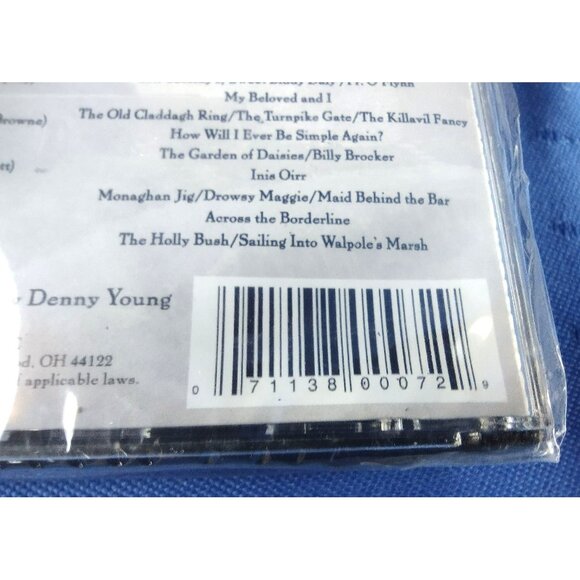 My Beloved and I
Browne)
The Old Claddagh Ring/The Turnpike Gate/The Killavil Fancy
How Will I Ever Be Simple Again?
The Garden of Daisies/Billy Brocker
Inis Oirr
Monaghan Jig/Drowsy Maggie/Maid Behind the Bar
Across the Borderline
The Holly Bush/Sailing Into Walpole's Marsh
Denny Young
OH 44122
applicable laws.
0 71138 00072 9